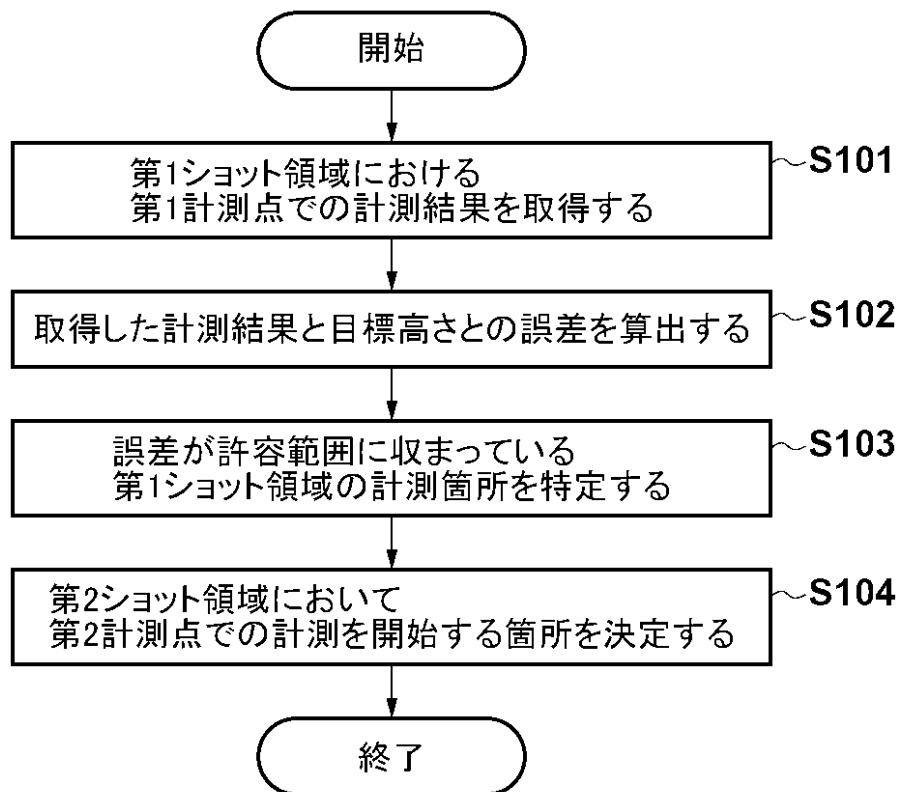 開始
第1ショット領域における
第1計測点での計測結果を取得する
S101
取得した計測結果と目標高さとの誤差を算出する
S102
誤差が許容範囲に収まっている
第1ショット領域の計測箇所を特定する
S103
第2ショット領域において
第2計測点での計測を開始する箇所を決定する
S104
終了